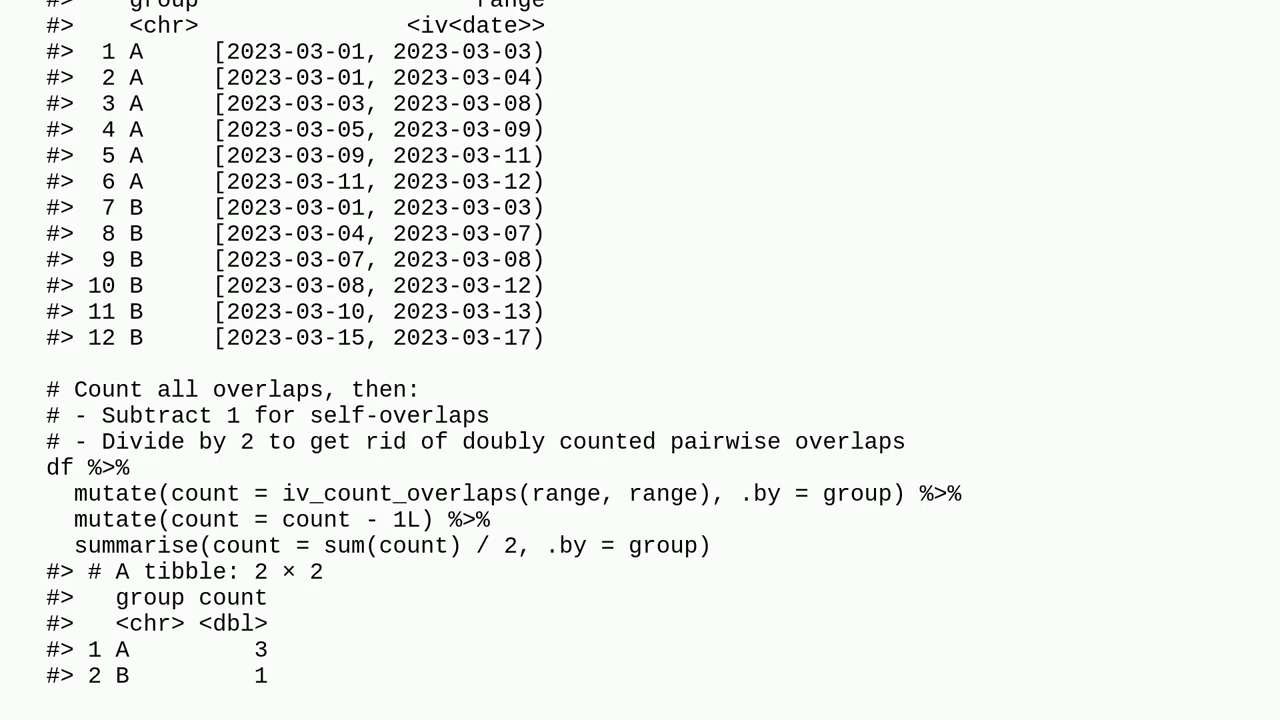 #>    group                    range
#>    <chr>               <iv<date>>
#>  1 A     [2023-03-01, 2023-03-03)
#>  2 A     [2023-03-01, 2023-03-04)
#>  3 A     [2023-03-03, 2023-03-08)
#>  4 A     [2023-03-05, 2023-03-09)
#>  5 A     [2023-03-09, 2023-03-11)
#>  6 A     [2023-03-11, 2023-03-12)
#>  7 B     [2023-03-01, 2023-03-03)
#>  8 B     [2023-03-04, 2023-03-07)
#>  9 B     [2023-03-07, 2023-03-08)
#> 10 B     [2023-03-08, 2023-03-12)
#> 11 B     [2023-03-10, 2023-03-13)
#> 12 B     [2023-03-15, 2023-03-17)

# Count all overlaps, then:
# - Subtract 1 for self-overlaps
# - Divide by 2 to get rid of doubly counted pairwise overlaps
df %>%
  mutate(count = iv_count_overlaps(range, range), .by = group) %>%
  mutate(count = count - 1L) %>%
  summarise(count = sum(count) / 2, .by = group)
#> # A tibble: 2 × 2
#>   group count
#>   <chr> <dbl>
#> 1 A         3
#> 2 B         1